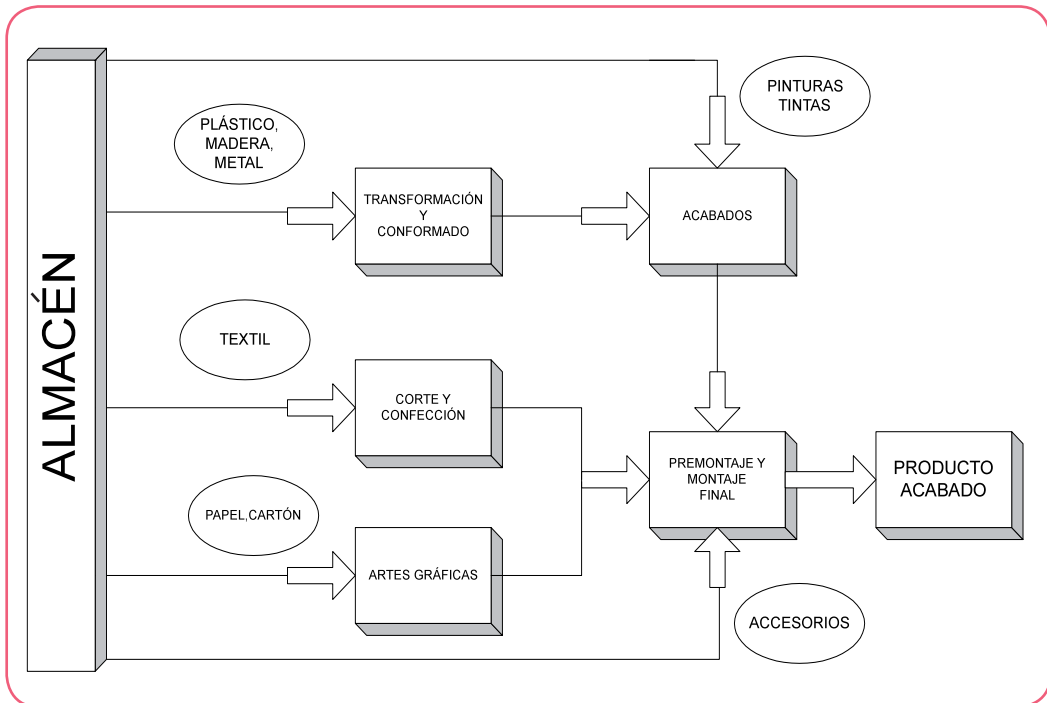 ALMACÉN
PINTURAS
TINTAS
PLÁSTICO,
MADERA,
METAL
TRANSFORMACIÓN
Y
CONFORMADO
ACABADOS
TEXTIL
CORTE Y
CONFECCIÓN
PREMONTAJE Y
MONTAJE
FINAL
PRODUCTO
ACABADO
PAPEL,CARTÓN
ARTES GRÁFICAS
ACCESORIOS